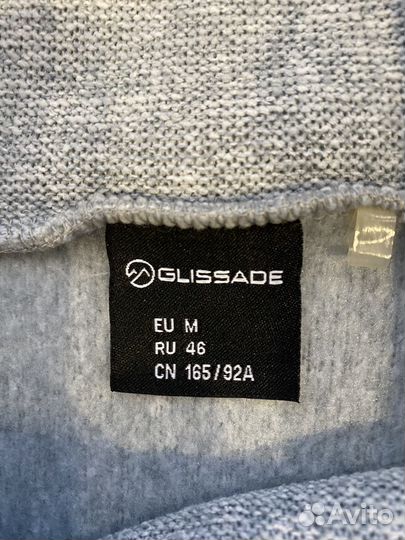 GLISSADE
EU M
RU 46
CN 165/92A
Avito